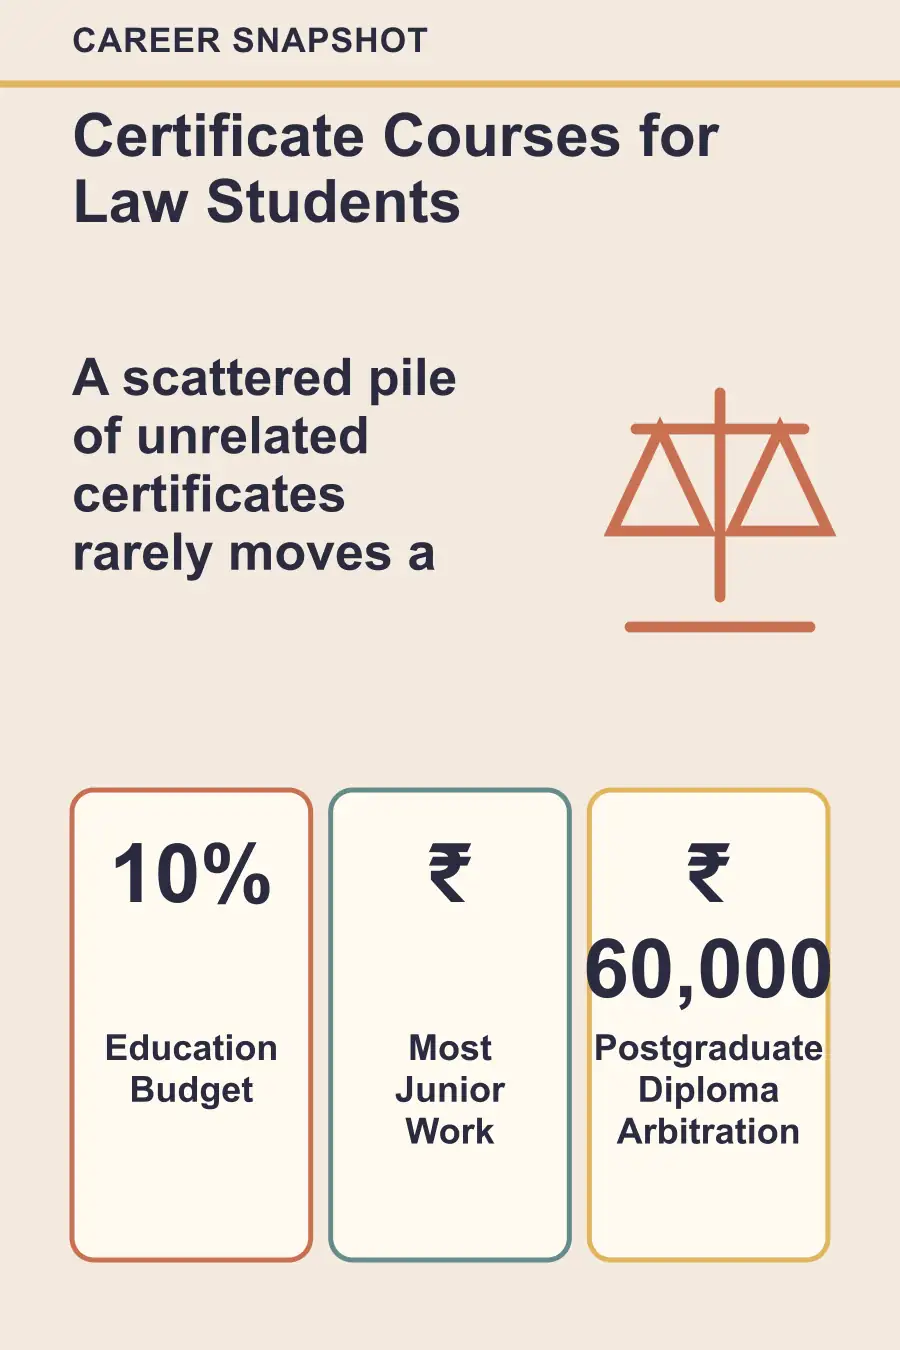 CAREER SNAPSHOT
Certificate Courses for
Law Students
A scattered pile
of unrelated
certificates
rarely moves a
10%
Education
Budget
₹
Most
Junior
Work
₹
60,000
Postgraduate
Diploma
Arbitration